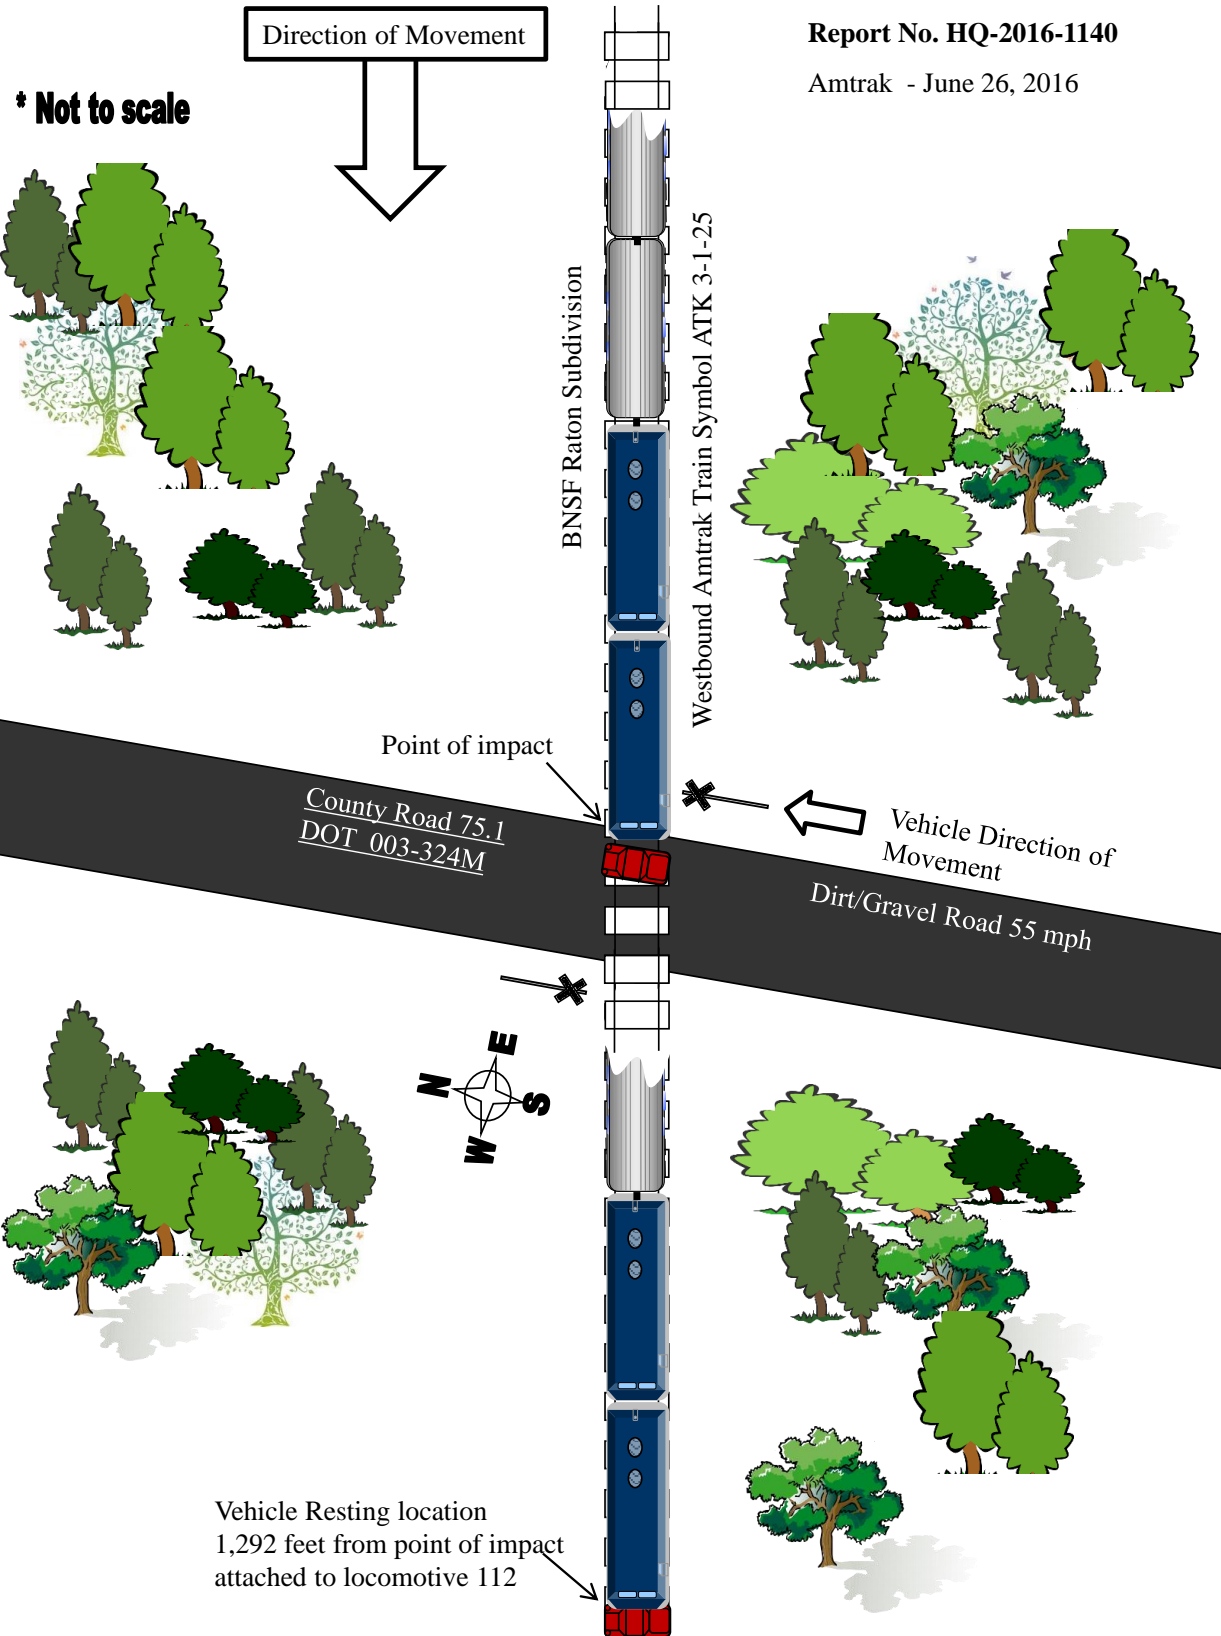 Direction of Movement
Report No. HQ-2016-1140
Amtrak - June 26, 2016
* Not to scale
BNSF Raton Subdivision
Westbound Amtrak Train Symbol ATK 3-1-25
Point of impact
County Road 75.1
DOT 003-324M
Vehicle Direction of
Movement
Dirt/Gravel Road 55 mph
E
N
S
W
Vehicle Resting location
1,292 feet from point of impact
attached to locomotive 112